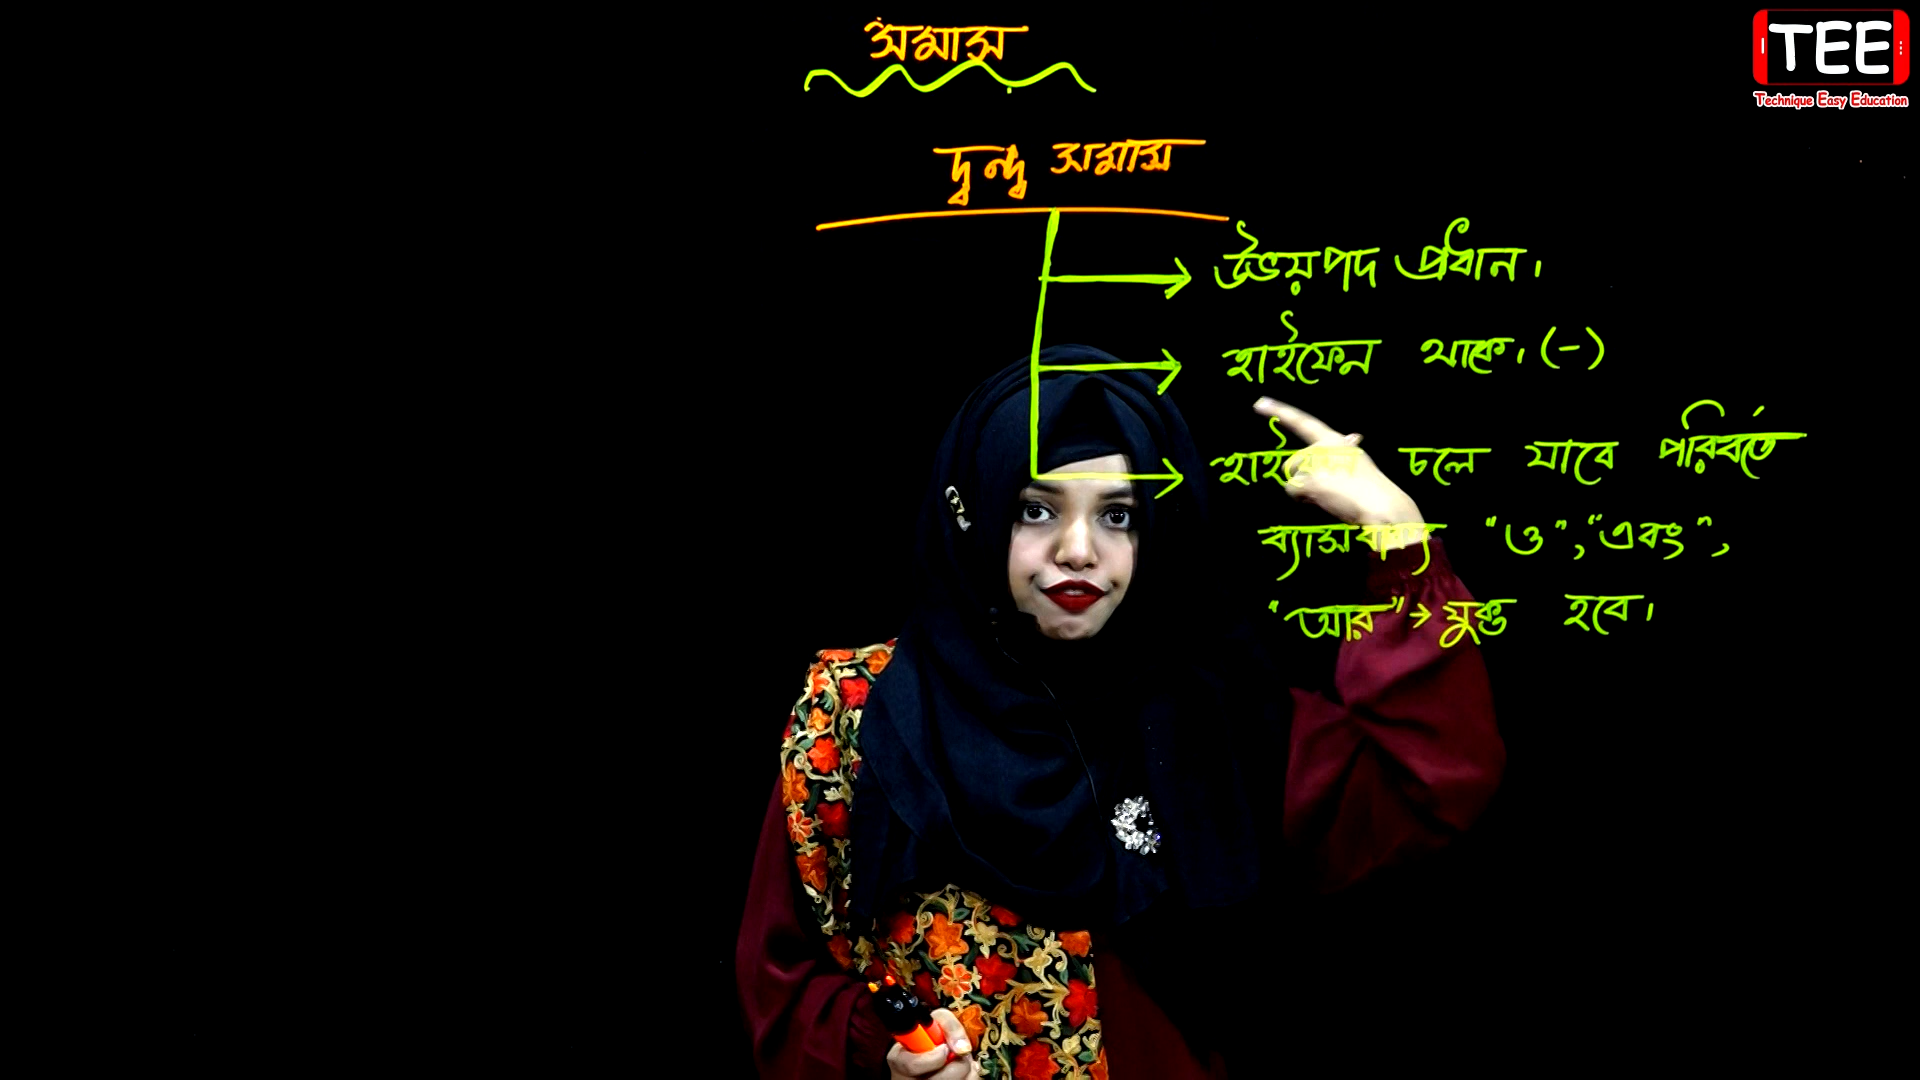 সমাস
TEE
Technique Easy Education
দ্বন্দ্ব সমাস
উভয়পদ প্রধান।
হাইফেন থাকে। (-)
হাইফেন চলে যাবে পরিবর্তে
ব্যাসবাক্য "ও", "এবং",
"আর" → যুক্ত হবে।